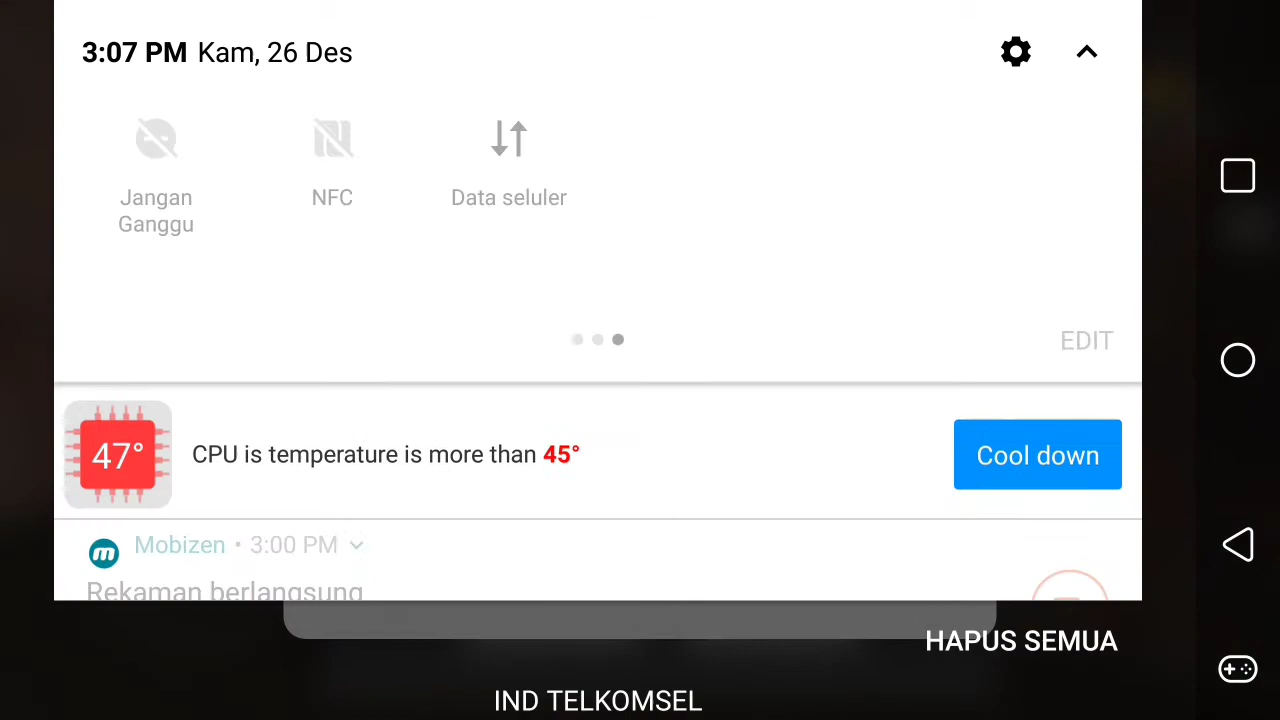 3:07 PM Kam, 26 Des
Jangan
Ganggu
NFC
Data seluler
EDIT
47°
CPU is temperature is more than 45°
Cool down
m
Mobizen • 3:00 PM
Rekaman berlangsung
HAPUS SEMUA
IND TELKOMSEL